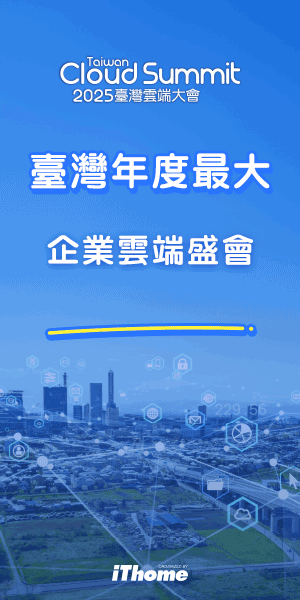 Taiwan
Cloud Summit
2025臺灣雲端大會
臺灣年度最大
企業雲端盛會
ORGANIZED BY
iThome